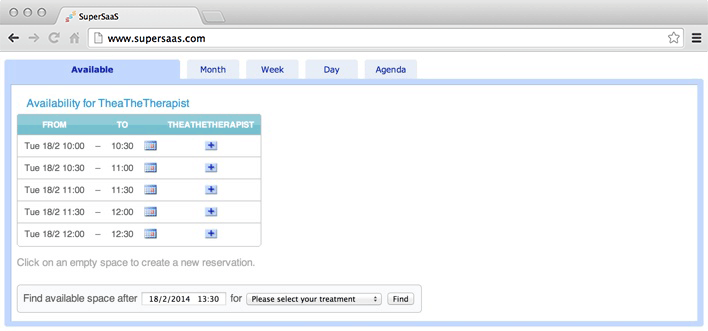 SuperSaaS
www.supersaas.com
Available Month Week Day Agenda
Availability for TheaTheTherapist
FROM TO THEATHETHERAPIST
Tue 18/2 10:00 – 10:30
Tue 18/2 10:30 – 11:00
Tue 18/2 11:00 – 11:30
Tue 18/2 11:30 – 12:00
Tue 18/2 12:00 – 12:30
Click on an empty space to create a new reservation.
Find available space after 18/2/2014 13:30 for Please select your treatment Find